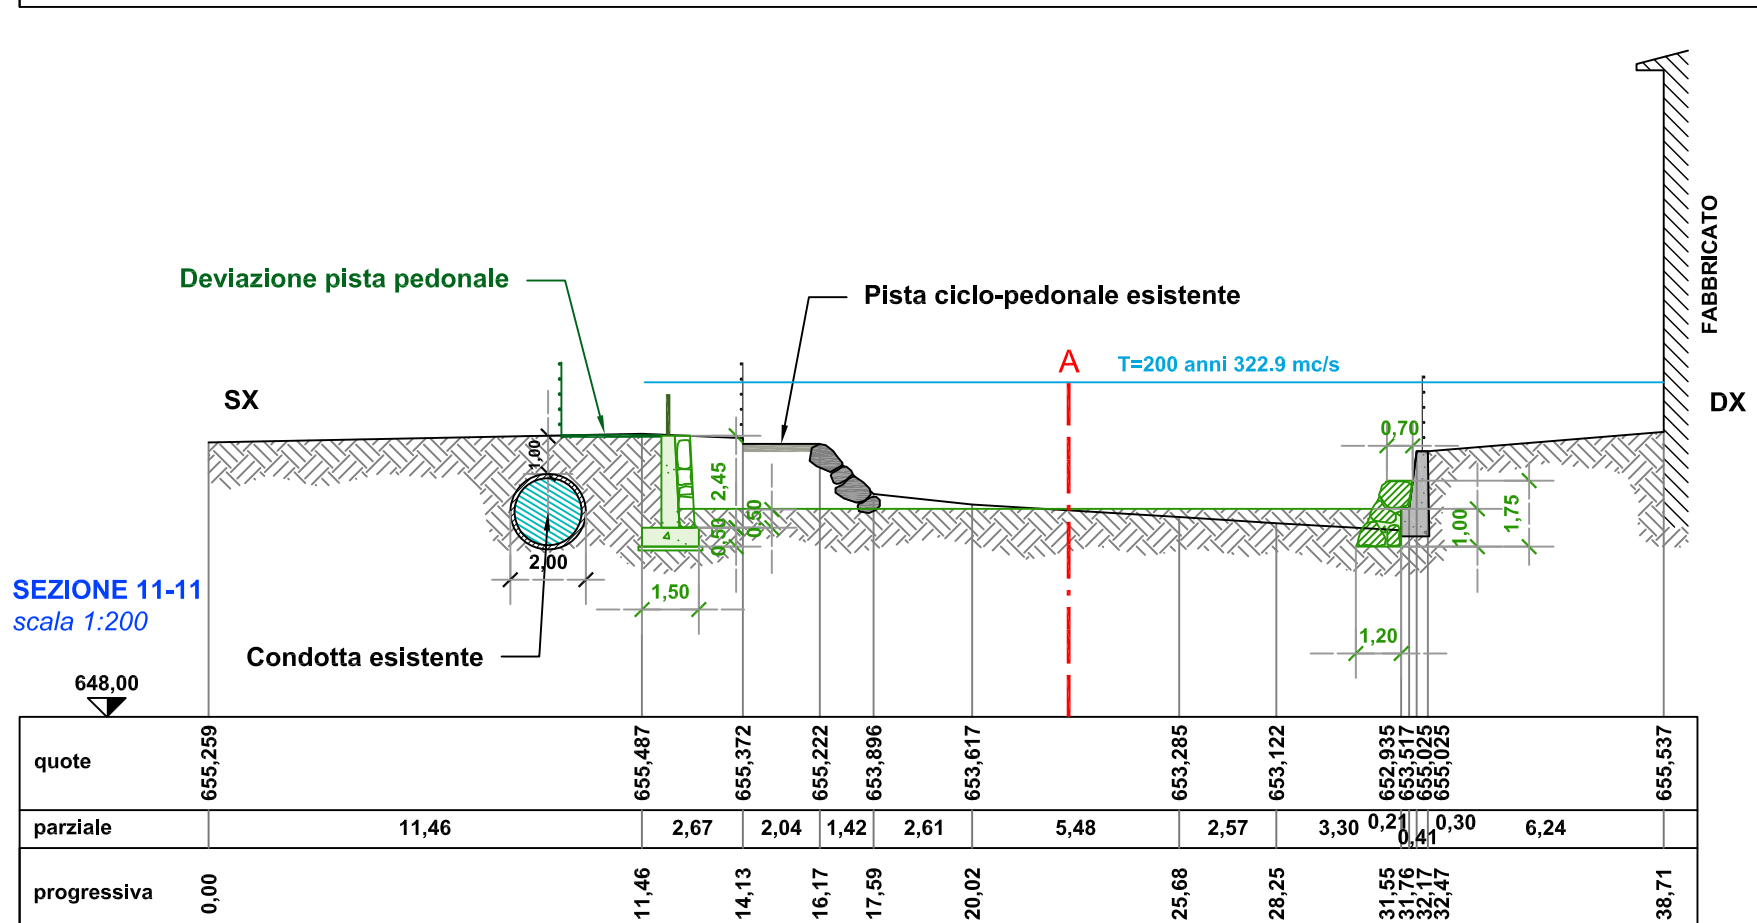 FABBRICATO
Deviazione pista pedonale
Pista ciclo-pedonale esistente
A
T=200 anni 322.9 mc/s
SX
DX
0,70
1,00
2,45
0,50
0,50
1,00
1,75
2,00
1,50
1,20
SEZIONE 11-11
scala 1:200
Condotta esistente
648,00
quote 655,259 655,487 655,372 655,222 653,896 653,617 653,285 653,122 652,935 653,517 655,025 655,025 655,537
parziale 11,46 2,67 2,04 1,42 2,61 5,48 2,57 3,30 0,21 0,41 0,30 6,24
progressiva 0,00 11,46 14,13 16,17 17,59 20,02 25,68 28,25 31,55 31,76 32,17 32,47 38,71